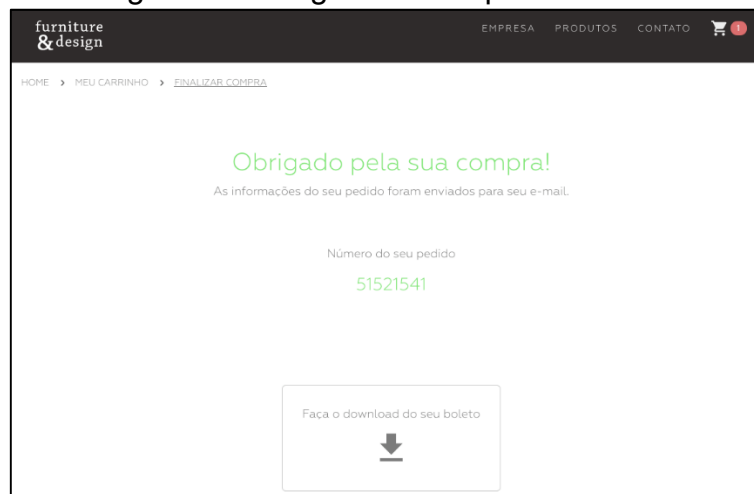 furniture
& design
EMPRESA PRODUTOS CONTATO 1
HOME > MEU CARRINHO > FINALIZAR COMPRA
Obrigado pela sua compra!
As informações do seu pedido foram enviados para seu e-mail.
Número do seu pedido
51521541
Faça o download do seu boleto